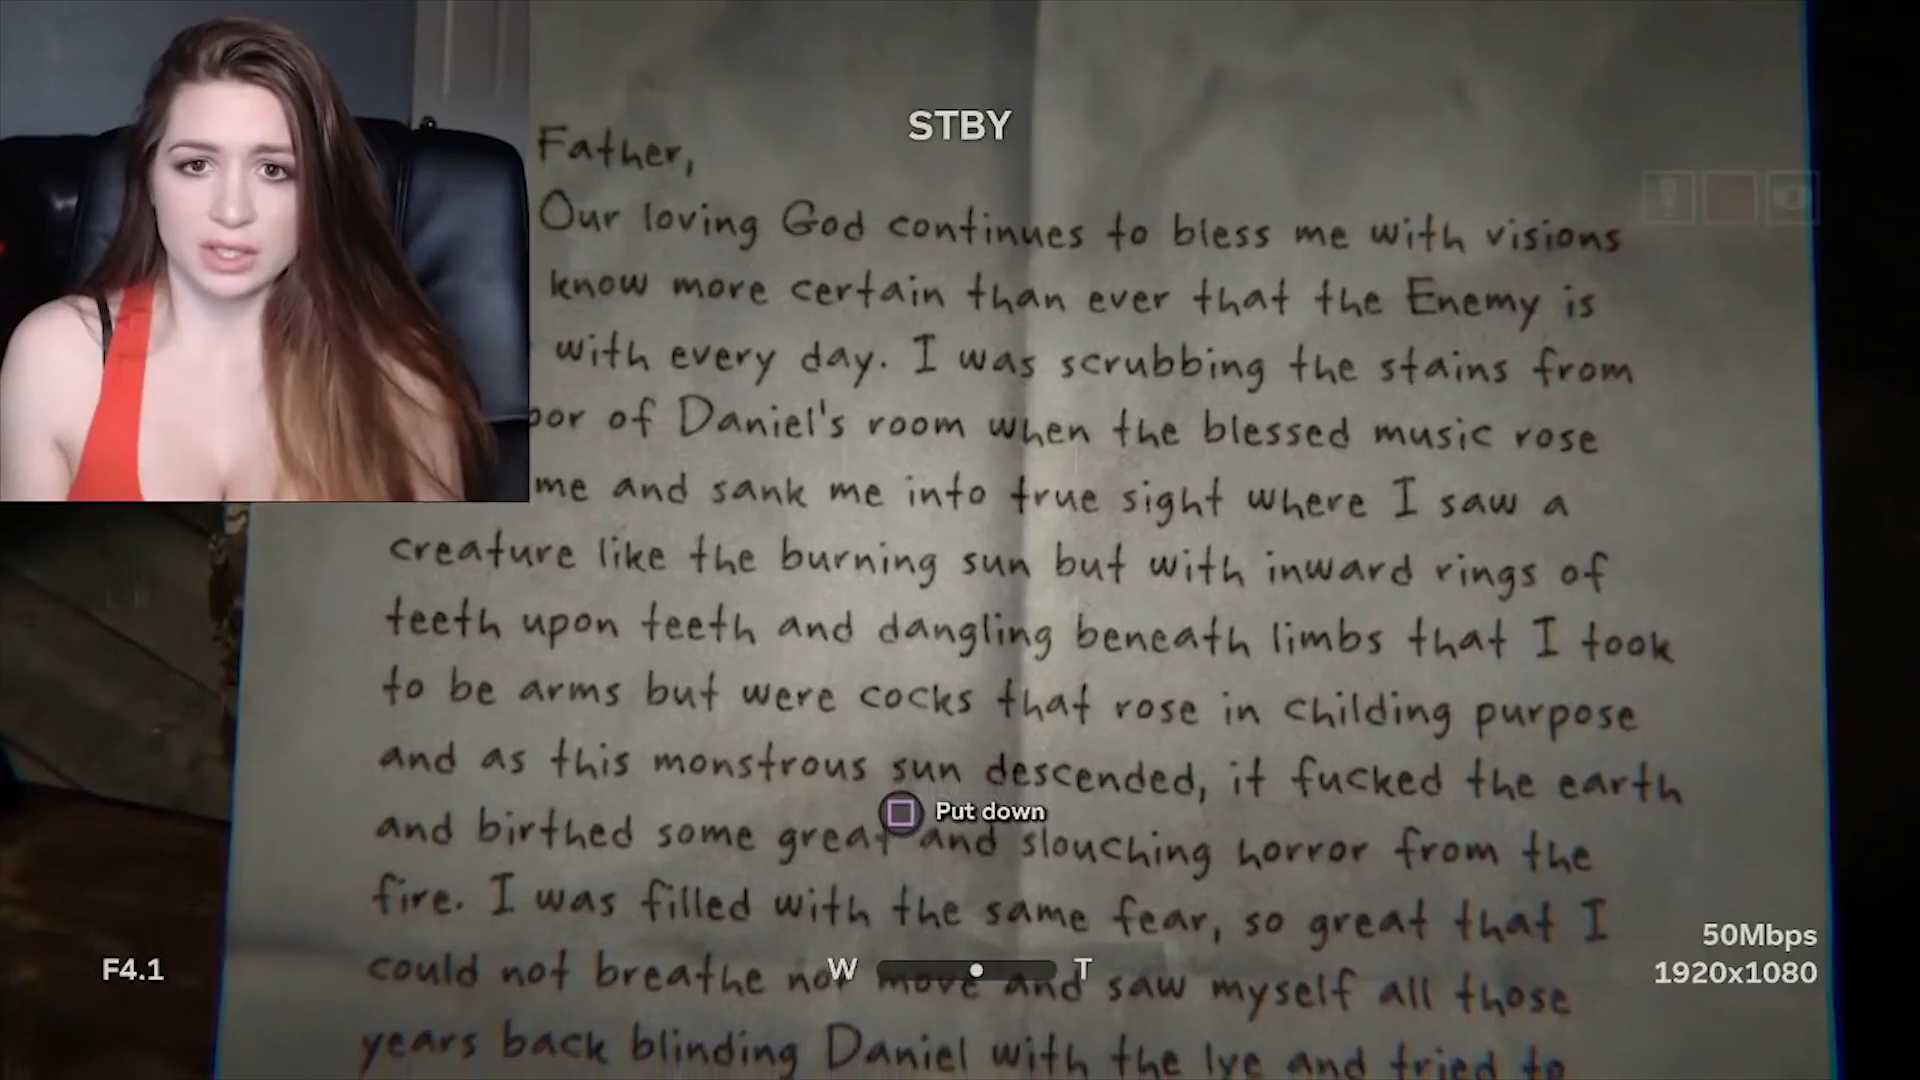 STBY
Father,
Our loving God continues to bless me with visions
know more certain than ever that the Enemy is
with every day. I was scrubbing the stains from
oor of Daniel's room when the blessed music rose
me and sank me into true sight where I saw a
creature like the burning sun but with inward rings of
teeth upon teeth and dangling beneath limbs that I took
to be arms but were cocks that rose in childing purpose
and as this monstrous sun descended, it fucked the earth
Put down
and birthed some great and slouching horror from the
fire. I was filled with the same fear, so great that I
could not breathe nor move and saw myself all those
years back blinding Daniel with the lye and tried to
F4.1
W T
50Mbps
1920x1080